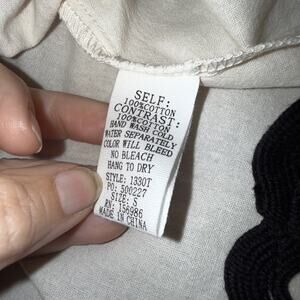 SELF:
100%COTTON
CONTRAST:
100%COTTON
HAND WASH COLD
WATER SEPARATELY
COLOR WILL BLEED
NO BLEACH
HANG TO DRY
STYLE: 1330T
PO: 500227
SIZE: S
RN: 156986
MADE IN CHINA